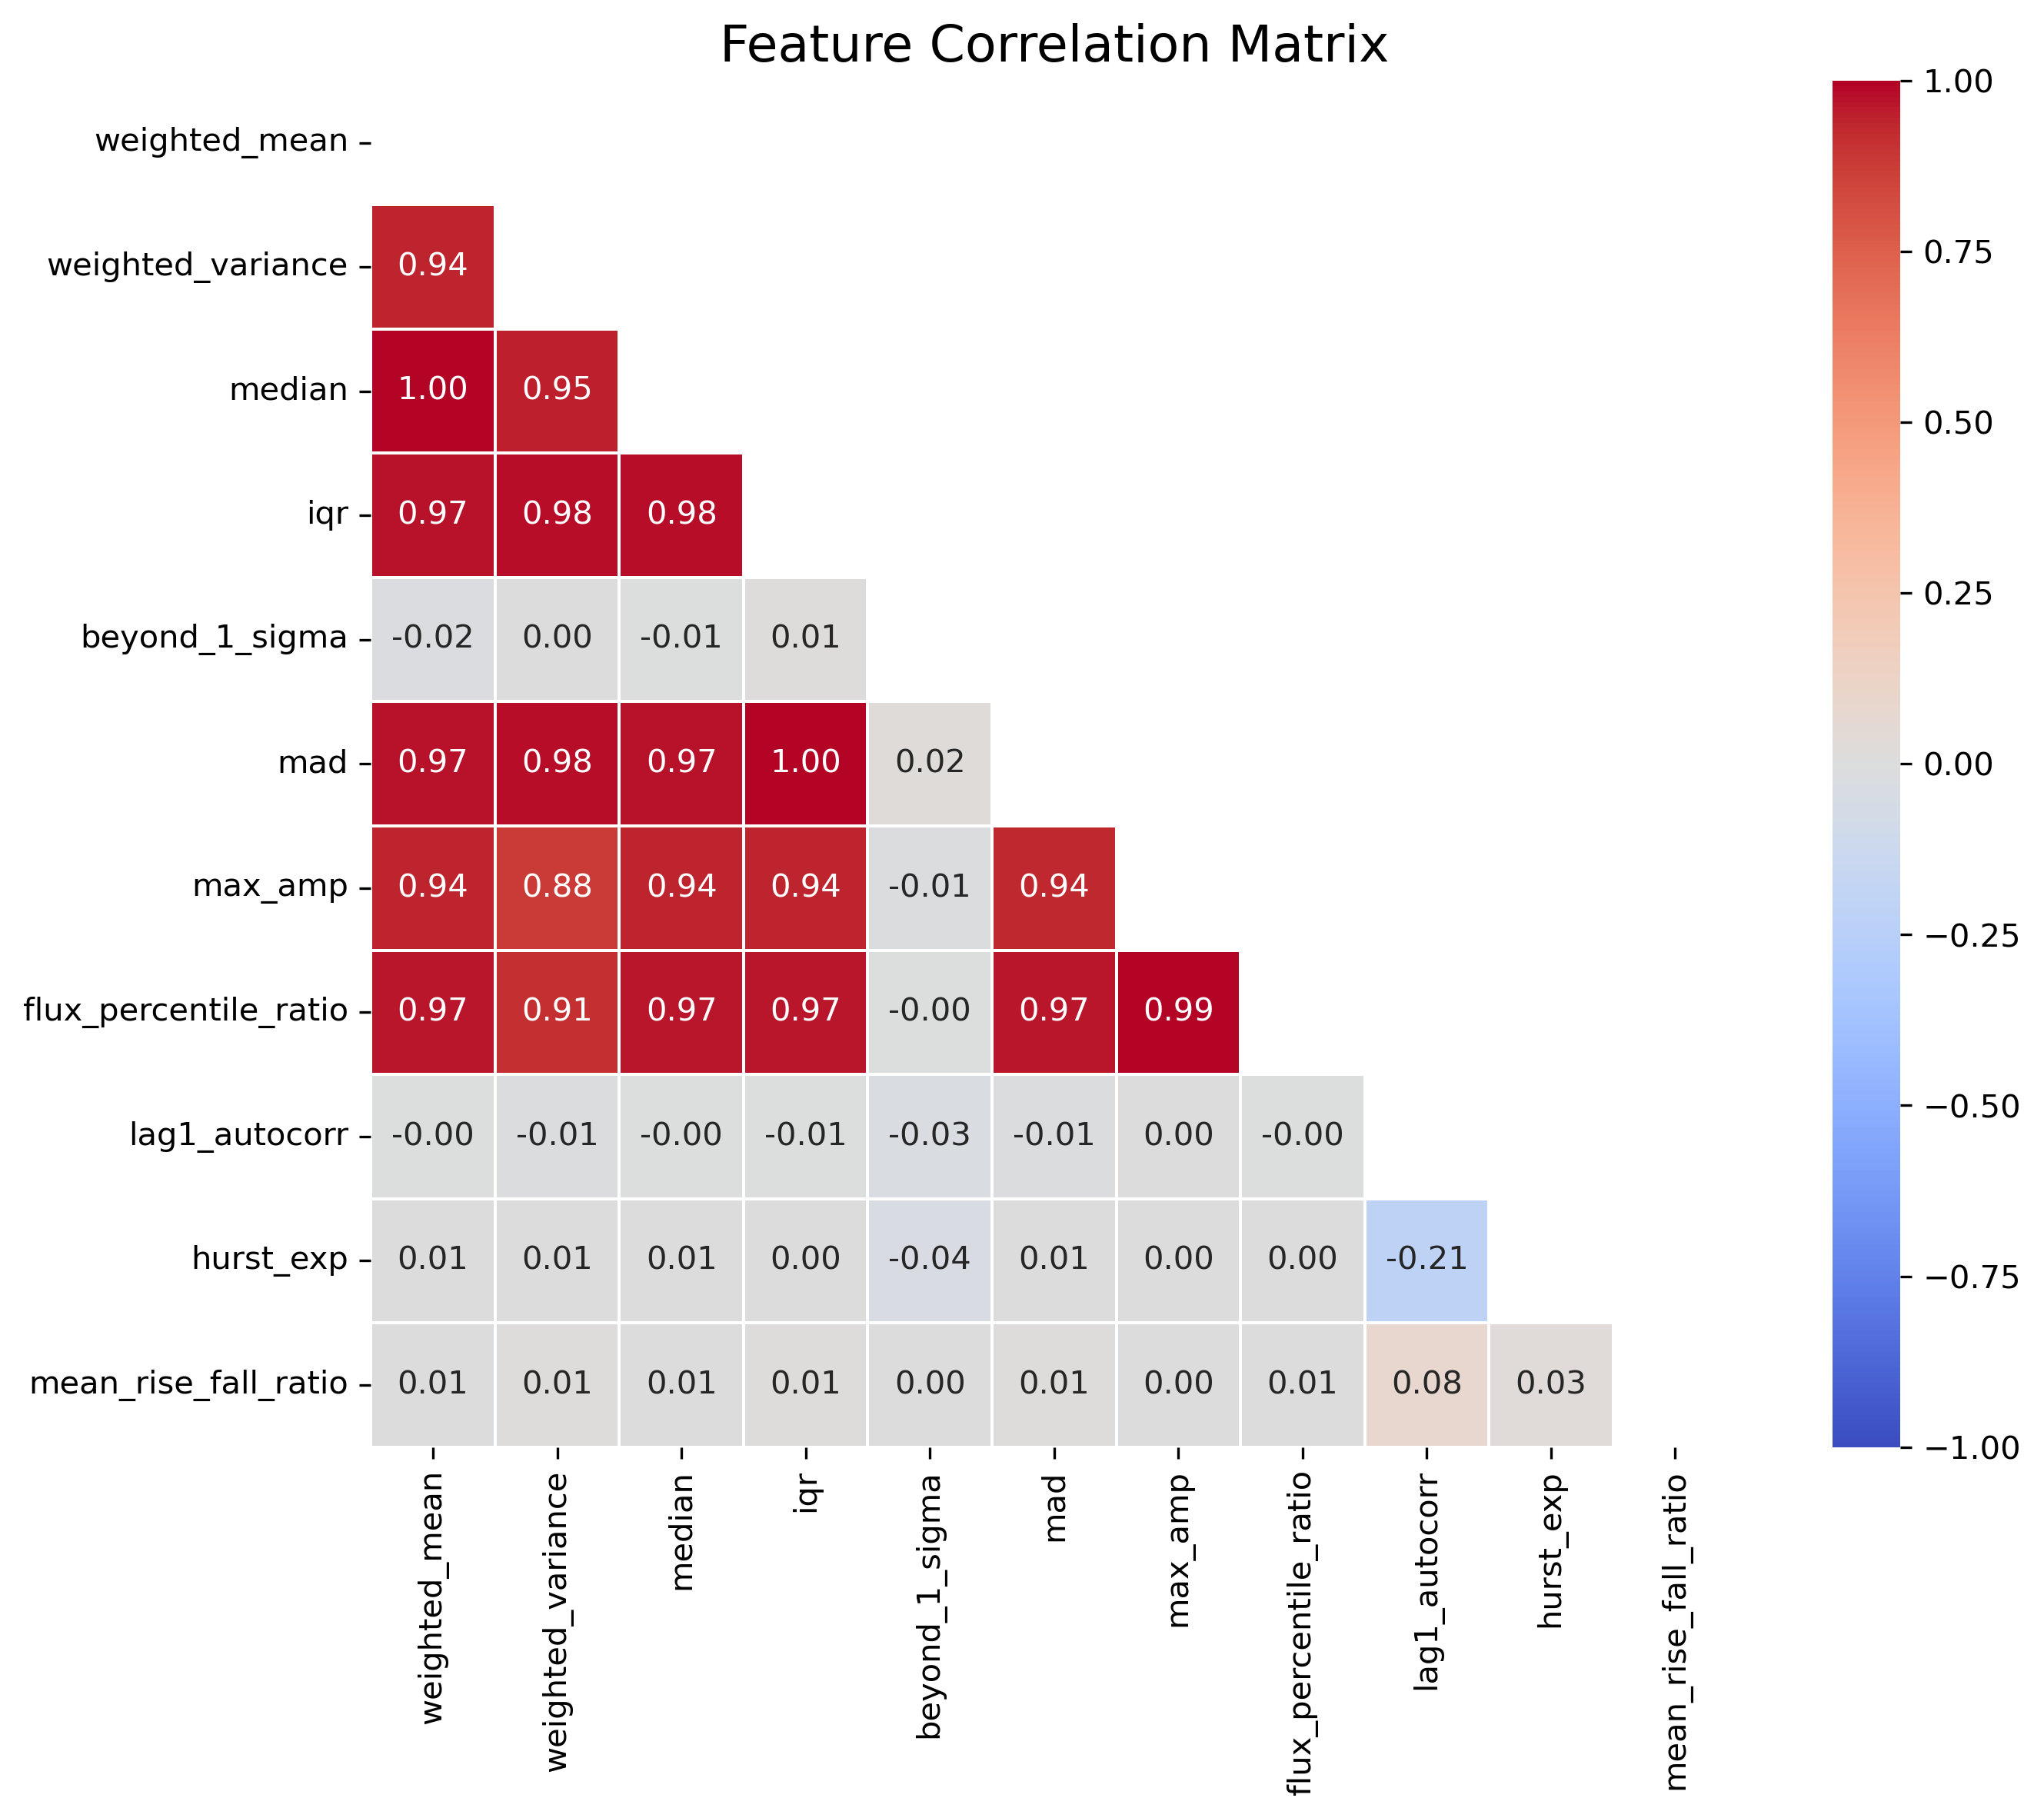 Feature Correlation Matrix
weighted_mean
weighted_variance 0.94
median 1.00 0.95
iqr 0.97 0.98 0.98
beyond_1_sigma -0.02 0.00 -0.01 0.01
mad 0.97 0.98 0.97 1.00 0.02
max_amp 0.94 0.88 0.94 0.94 -0.01 0.94
flux_percentile_ratio 0.97 0.91 0.97 0.97 -0.00 0.97 0.99
lag1_autocorr -0.00 -0.01 -0.00 -0.01 -0.03 -0.01 0.00 -0.00
hurst_exp 0.01 0.01 0.01 0.00 -0.04 0.01 0.00 0.00 -0.21
mean_rise_fall_ratio 0.01 0.01 0.01 0.01 0.00 0.01 0.00 0.01 0.08 0.03
weighted_mean
weighted_variance
median
iqr
beyond_1_sigma
mad
max_amp
flux_percentile_ratio
lag1_autocorr
hurst_exp
mean_rise_fall_ratio
1.00
0.75
0.50
0.25
0.00
−0.25
−0.50
−0.75
−1.00